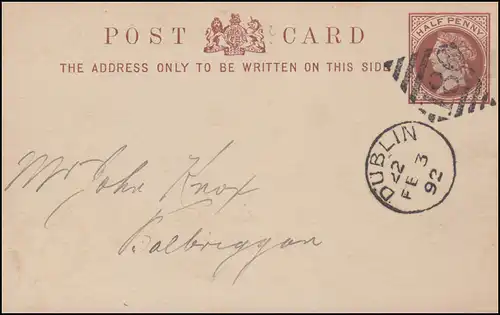 POST CARD
HALF PENNY
THE ADDRESS ONLY TO BE WRITTEN ON THIS SIDE
DUBLIN
22
FE 3
92
Mr John Knox
Balbriggan